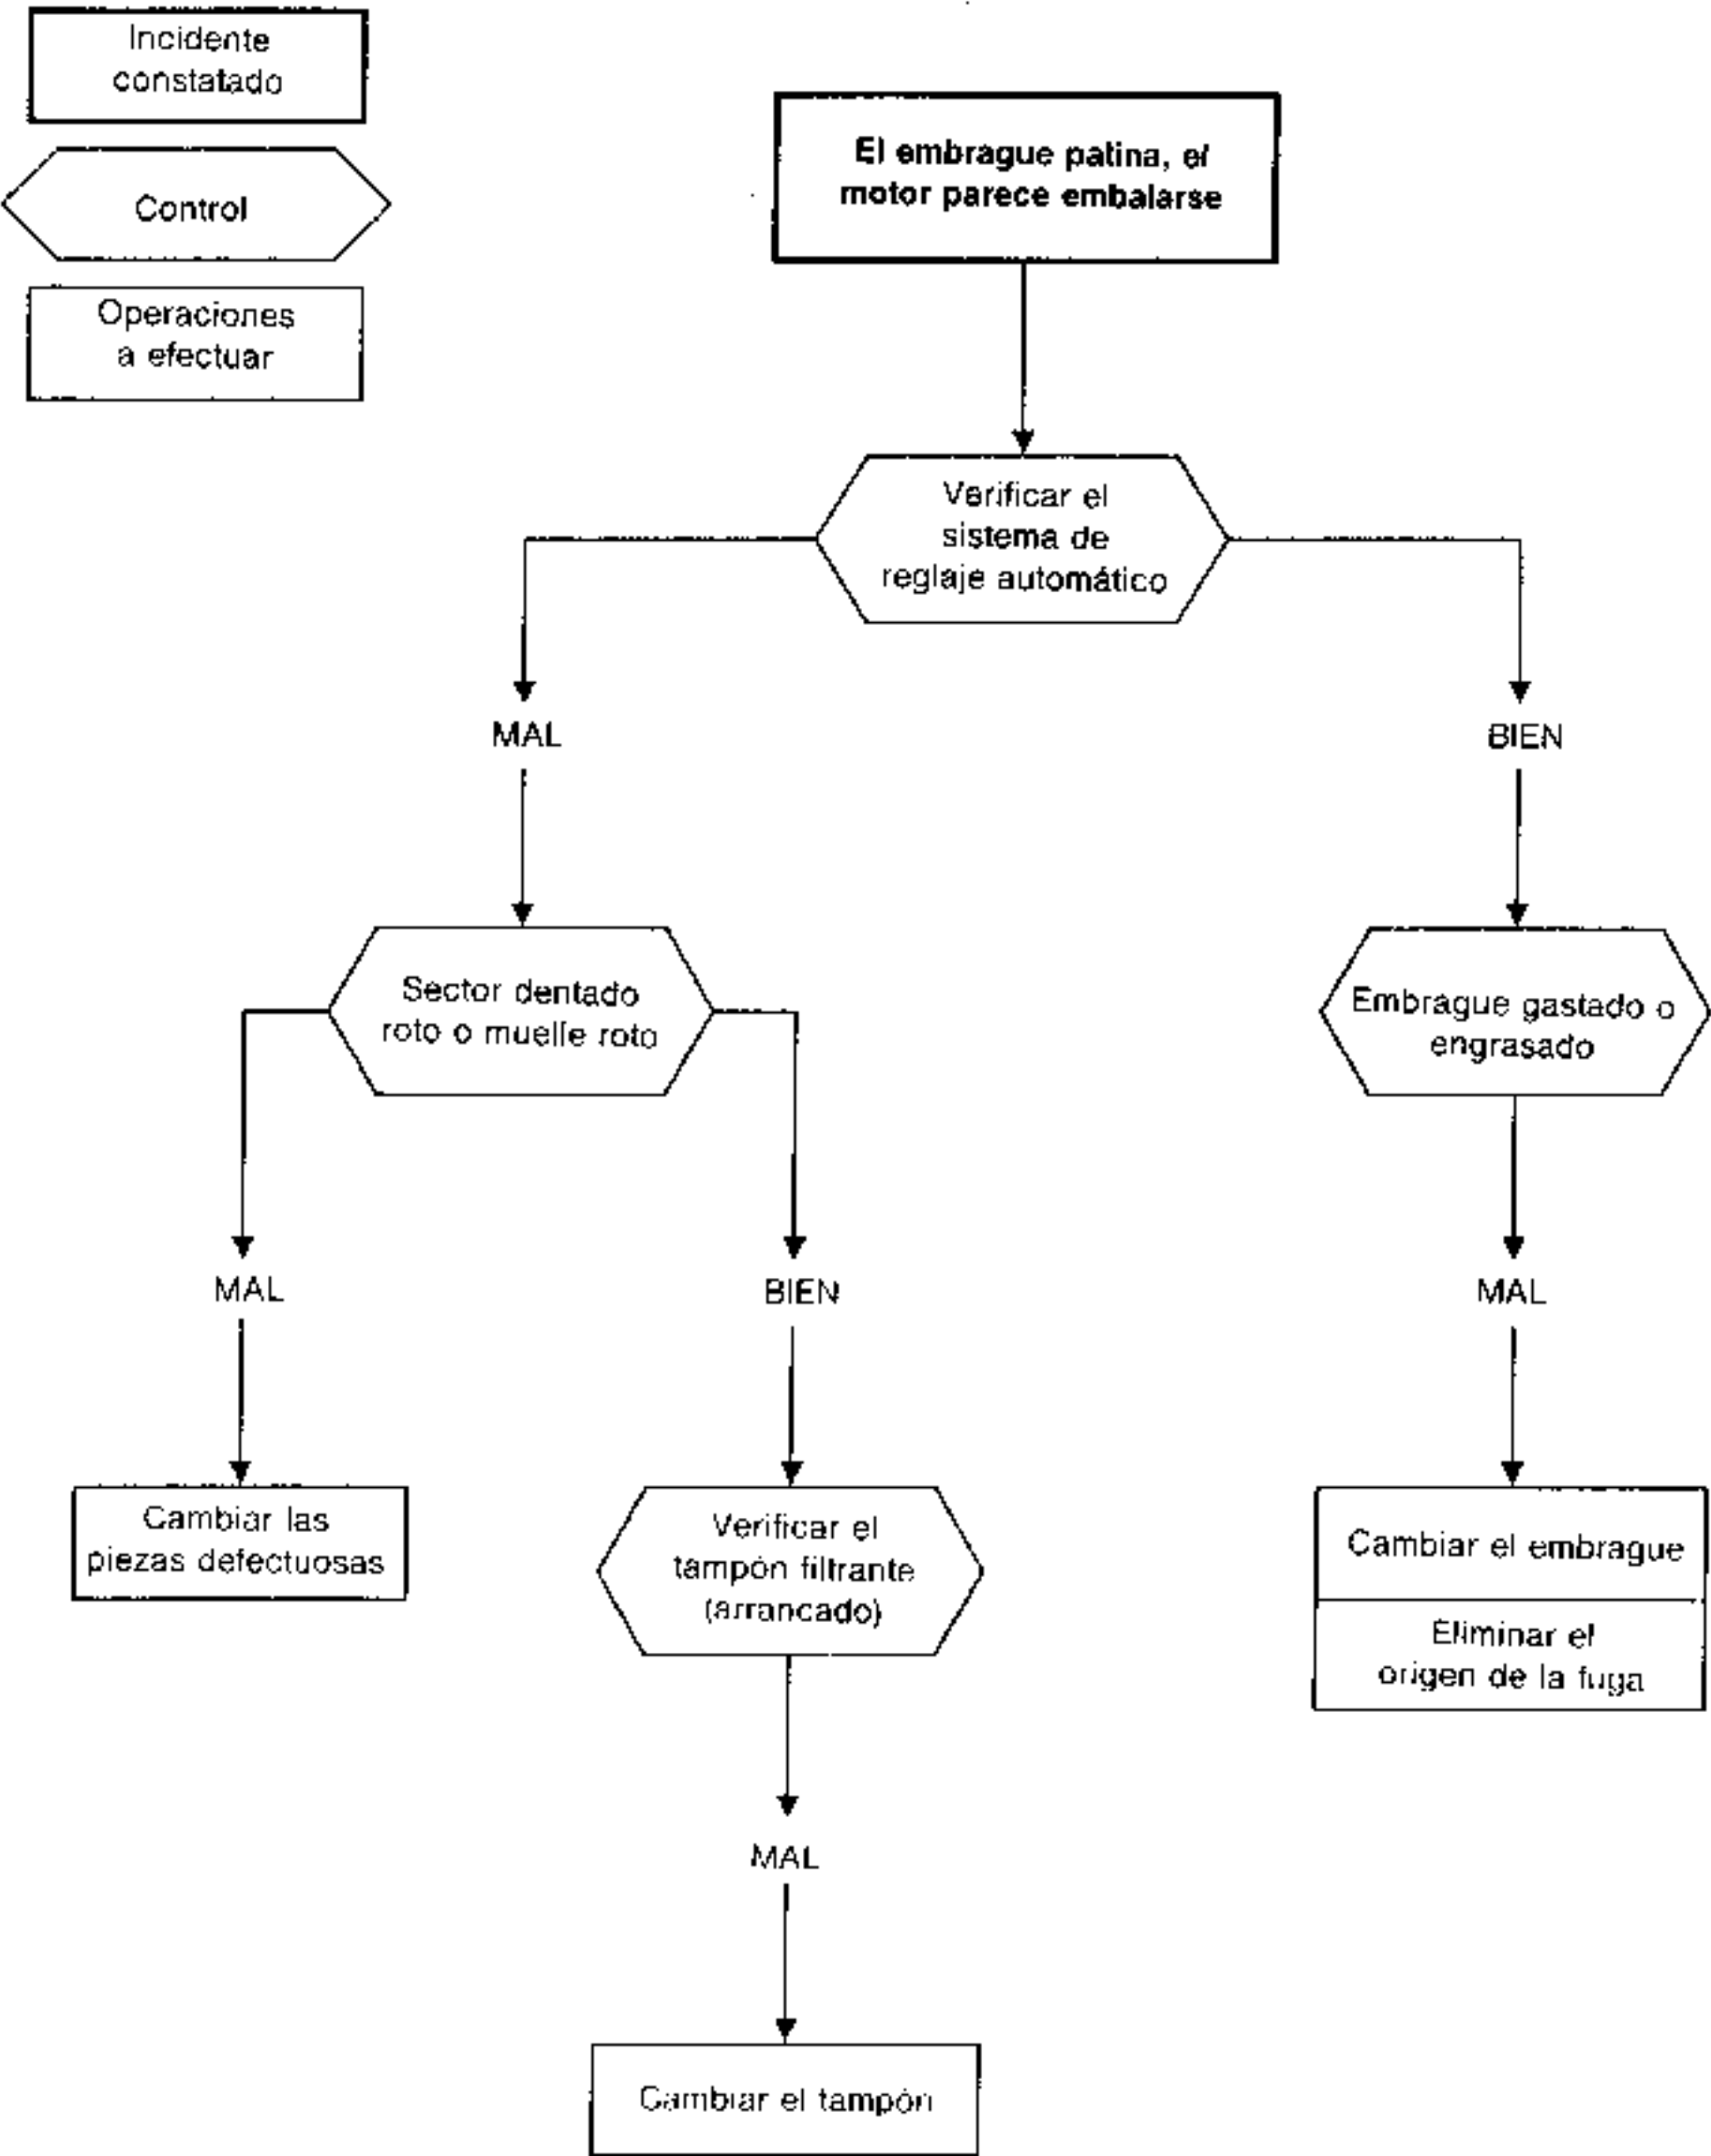 Incidente
constatado
Control
Operaciones
a efectuar
El embrague patina, el
motor parece embalarse
Verificar el
sistema de
reglaje automático
MAL
BIEN
Sector dentado
roto o muelle roto
Embrague gastado o
engrasado
MAL
BIEN
MAL
Cambiar las
piezas defectuosas
Verificar el
tampón filtrante
(arrancado)
Cambiar el embrague
Eliminar el
origen de la fuga
MAL
Cambiar el tampón